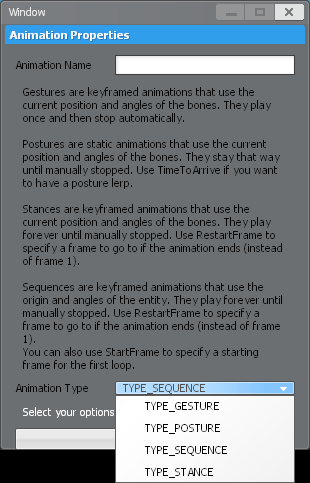 Window
Animation Properties
Animation Name
Gestures are keyframed animations that use the
current position and angles of the bones. They play
once and then stop automatically.
Postures are static animations that use the current
position and angles of the bones. They stay that way
until manually stopped. Use TimeToArrive if you want
to have a posture lerp.
Stances are keyframed animations that use the
current position and angles of the bones. They play
forever until manually stopped. Use RestartFrame to
specify a frame to go to if the animation ends (instead
of frame 1).
Sequences are keyframed animations that use the
origin and angles of the entity. They play forever until
manually stopped. Use RestartFrame to specify a
frame to go to if the animation ends (instead of frame
1).
You can also use StartFrame to specify a starting
frame for the first loop.
Animation Type TYPE_SEQUENCE
Select your options
TYPE_GESTURE
TYPE_POSTURE
TYPE_SEQUENCE
TYPE_STANCE